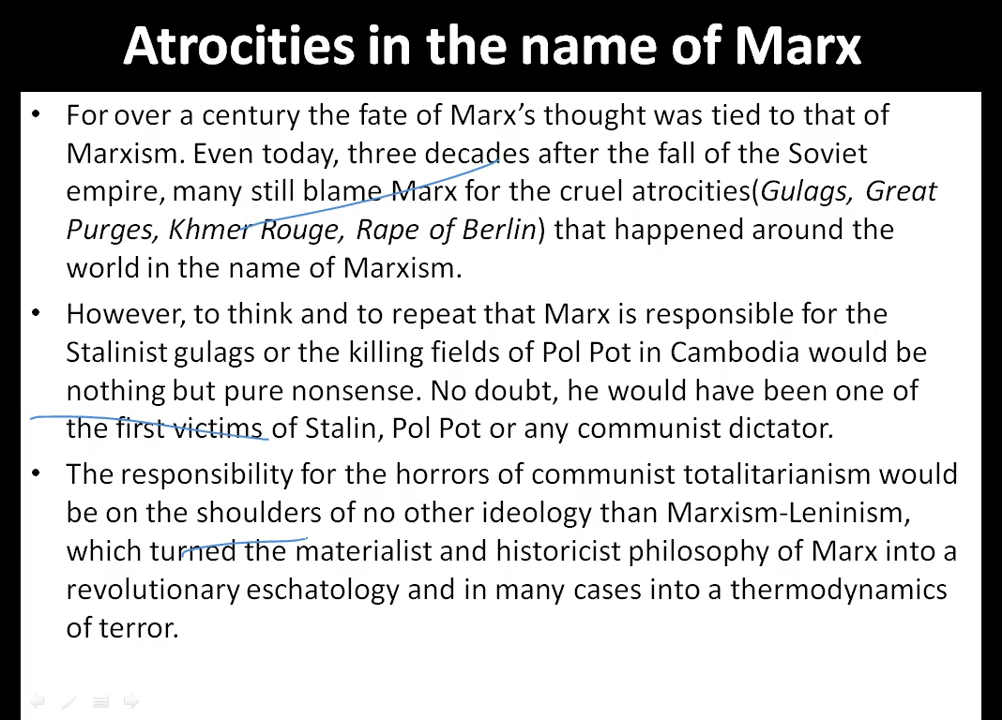 Atrocities in the name of Marx
• For over a century the fate of Marx's thought was tied to that of
Marxism. Even today, three decades after the fall of the Soviet
empire, many still blame Marx for the cruel atrocities(Gulags, Great
Purges, Khmer Rouge, Rape of Berlin) that happened around the
world in the name of Marxism.
• However, to think and to repeat that Marx is responsible for the
Stalinist gulags or the killing fields of Pol Pot in Cambodia would be
nothing but pure nonsense. No doubt, he would have been one of
the first victims of Stalin, Pol Pot or any communist dictator.
• The responsibility for the horrors of communist totalitarianism would
be on the shoulders of no other ideology than Marxism-Leninism,
which turned the materialist and historicist philosophy of Marx into a
revolutionary eschatology and in many cases into a thermodynamics
of terror.